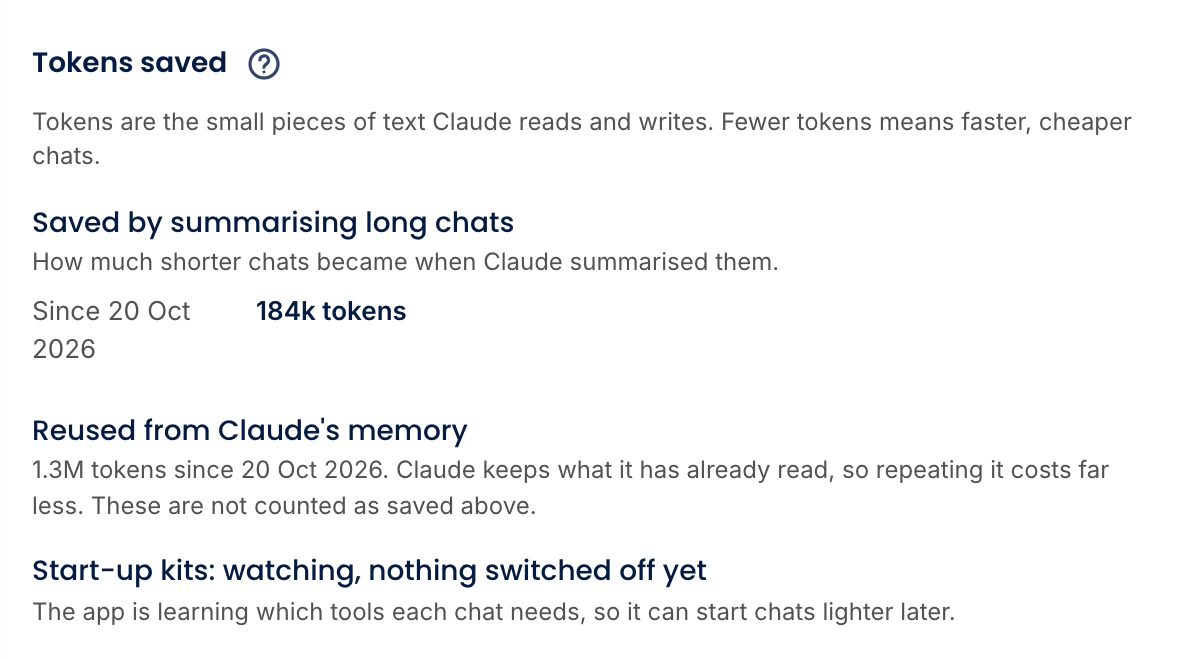 Tokens saved
Tokens are the small pieces of text Claude reads and writes. Fewer tokens means faster, cheaper
chats.
Saved by summarising long chats
How much shorter chats became when Claude summarised them.
Since 20 Oct 184k tokens
2026
Reused from Claude's memory
1.3M tokens since 20 Oct 2026. Claude keeps what it has already read, so repeating it costs far
less. These are not counted as saved above.
Start-up kits: watching, nothing switched off yet
The app is learning which tools each chat needs, so it can start chats lighter later.